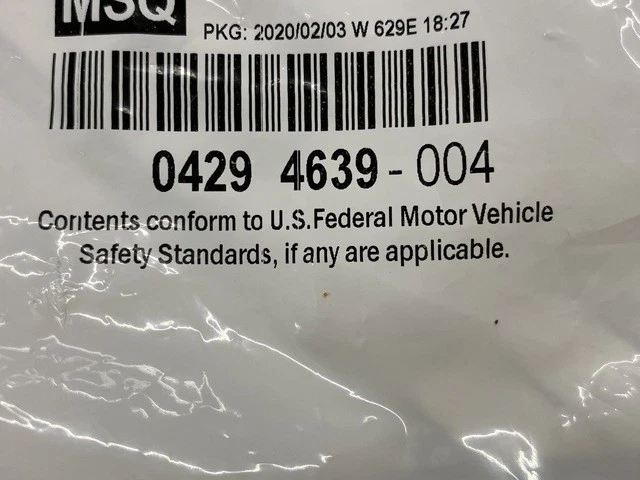 MSQ
PKG: 2020/02/03 W 629E 18:27
0429 4639-004
Contents conform to U.S.Federal Motor Vehicle
Safety Standards, if any are applicable.